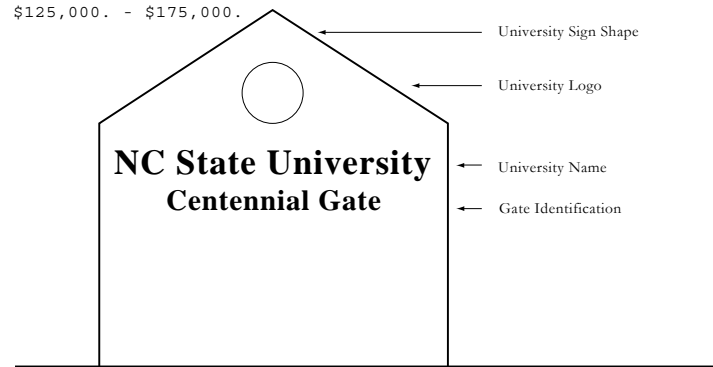 $125,000. - $175,000.
University Sign Shape
University Logo
NC State University
University Name
Centennial Gate
Gate Identification